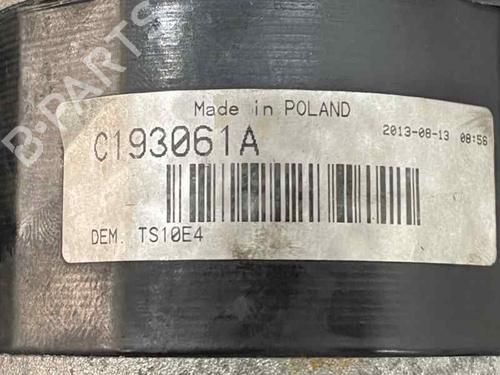 Made in POLAND
C193061A
2013-08-13 08:56
DEM. TS10E4
B-PARTS